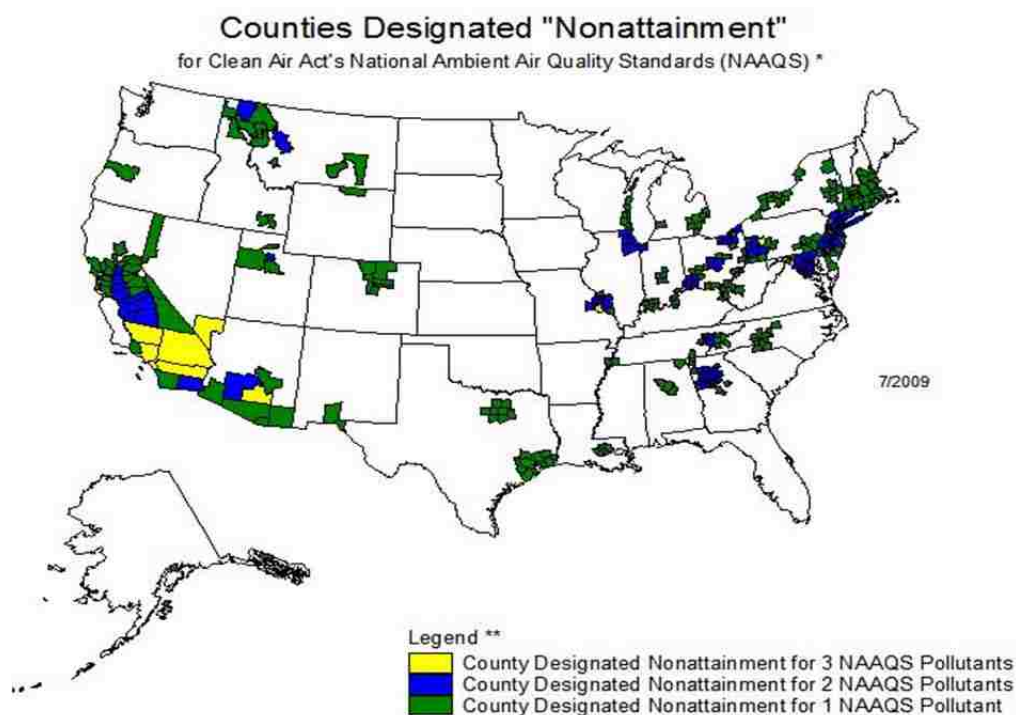 Counties Designated "Nonattainment"
for Clean Air Act's National Ambient Air Quality Standards (NAAQS) *
7/2009
Legend **
County Designated Nonattainment for 3 NAAQS Pollutants
County Designated Nonattainment for 2 NAAQS Pollutants
County Designated Nonattainment for 1 NAAQS Pollutant